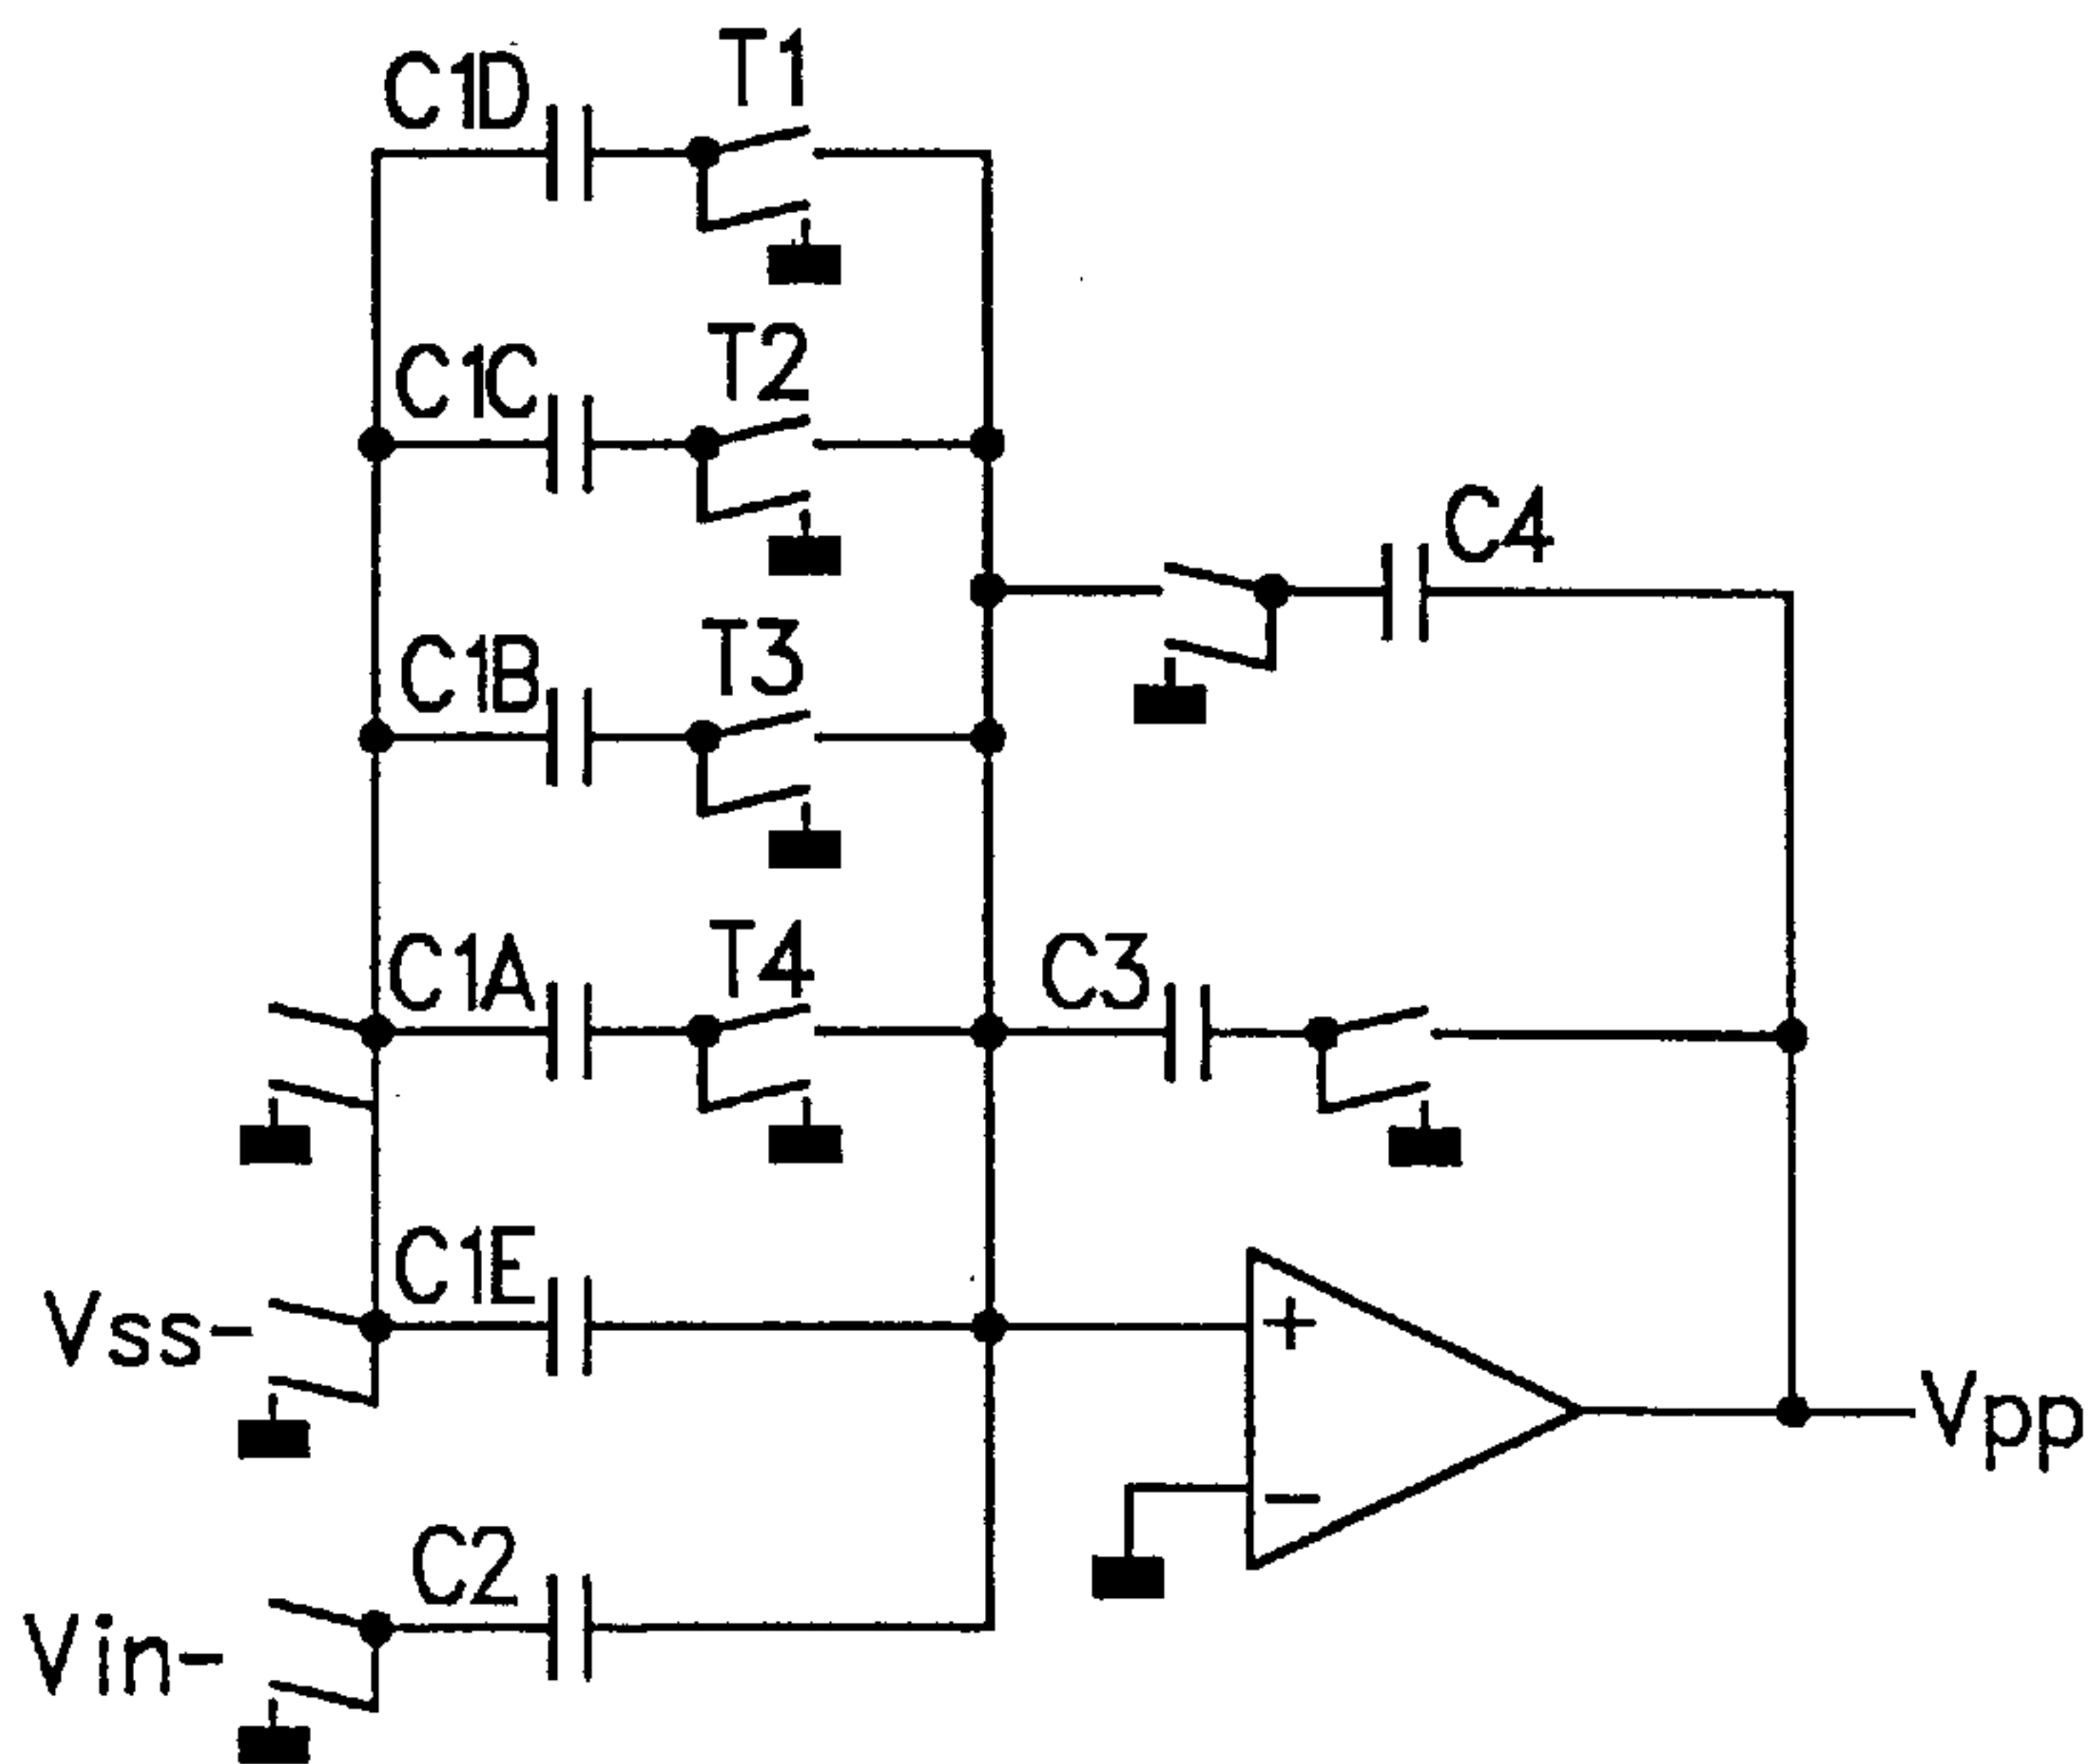 C1D T1
C1C T2
C4
C1B T3
C1A T4 C3
C1E
Vss-
+
Vpp
−
C2
Vin-